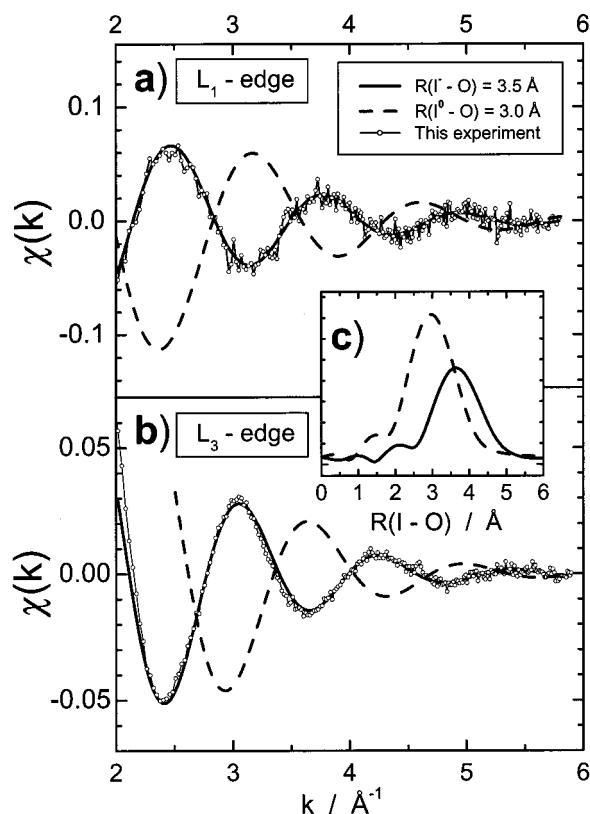 2 3 4 5 6
a) L₁ - edge
R(I⁻ - O) = 3.5 Å
R(I⁰ - O) = 3.0 Å
This experiment
0.1
0.0
-0.1
χ(k)
c)
0 1 2 3 4 5 6
R(I - O) / Å
b) L₃ - edge
0.05
0.00
-0.05
χ(k)
2 3 4 5 6
k / Å⁻¹